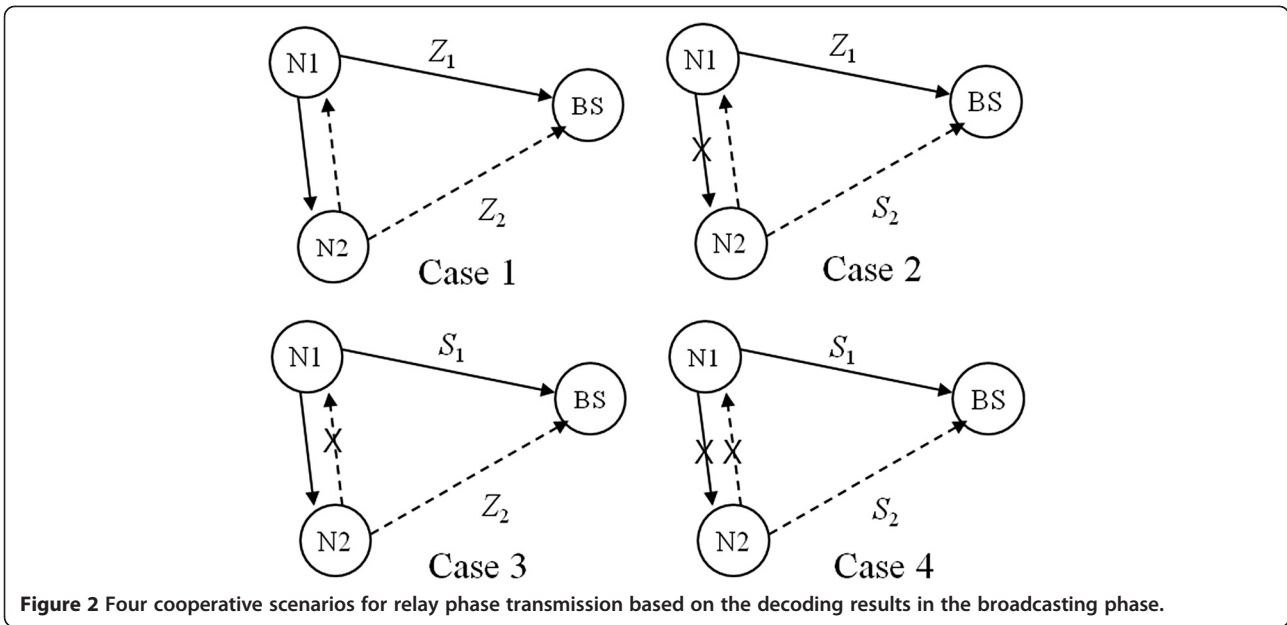 N1
Z1
BS
N2
Z2
Case 1
N1
Z1
BS
X
N2
S2
Case 2
N1
S1
BS
X
N2
Z2
Case 3
N1
S1
BS
X X
N2
S2
Case 4
Figure 2 Four cooperative scenarios for relay phase transmission based on the decoding results in the broadcasting phase.